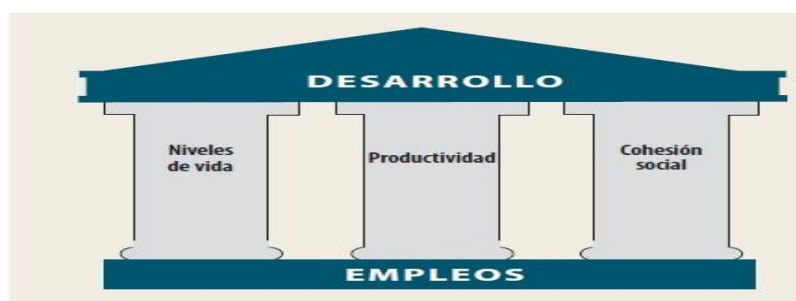 DESARROLLO
Niveles
de vida
Productividad
Cohesión
social
EMPLEOS